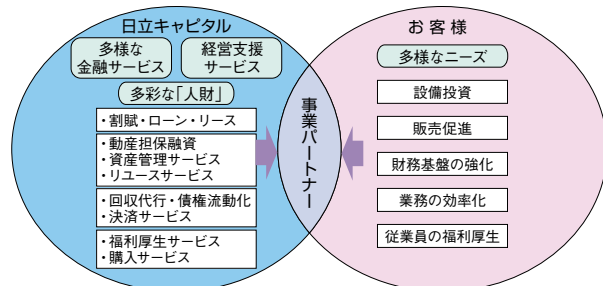 日立キャピタル
多様な
金融サービス
経営支援
サービス
多彩な「人財」
・割賦・ローン・リース
・動産担保融資
・資産管理サービス
・リユースサービス
・回収代行・債権流動化
・決済サービス
・福利厚生サービス
・購入サービス
事業パートナー
お客様
多様なニーズ
設備投資
販売促進
財務基盤の強化
業務の効率化
従業員の福利厚生